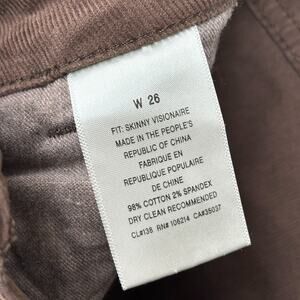 W 26
FIT: SKINNY VISIONAIRE
MADE IN THE PEOPLE'S
REPUBLIC OF CHINA
FABRIQUE EN
REPUBLIQUE POPULAIRE
DE CHINE
98% COTTON 2% SPANDEX
DRY CLEAN RECOMMENDED
CL#136 RN# 106214 CA#35037